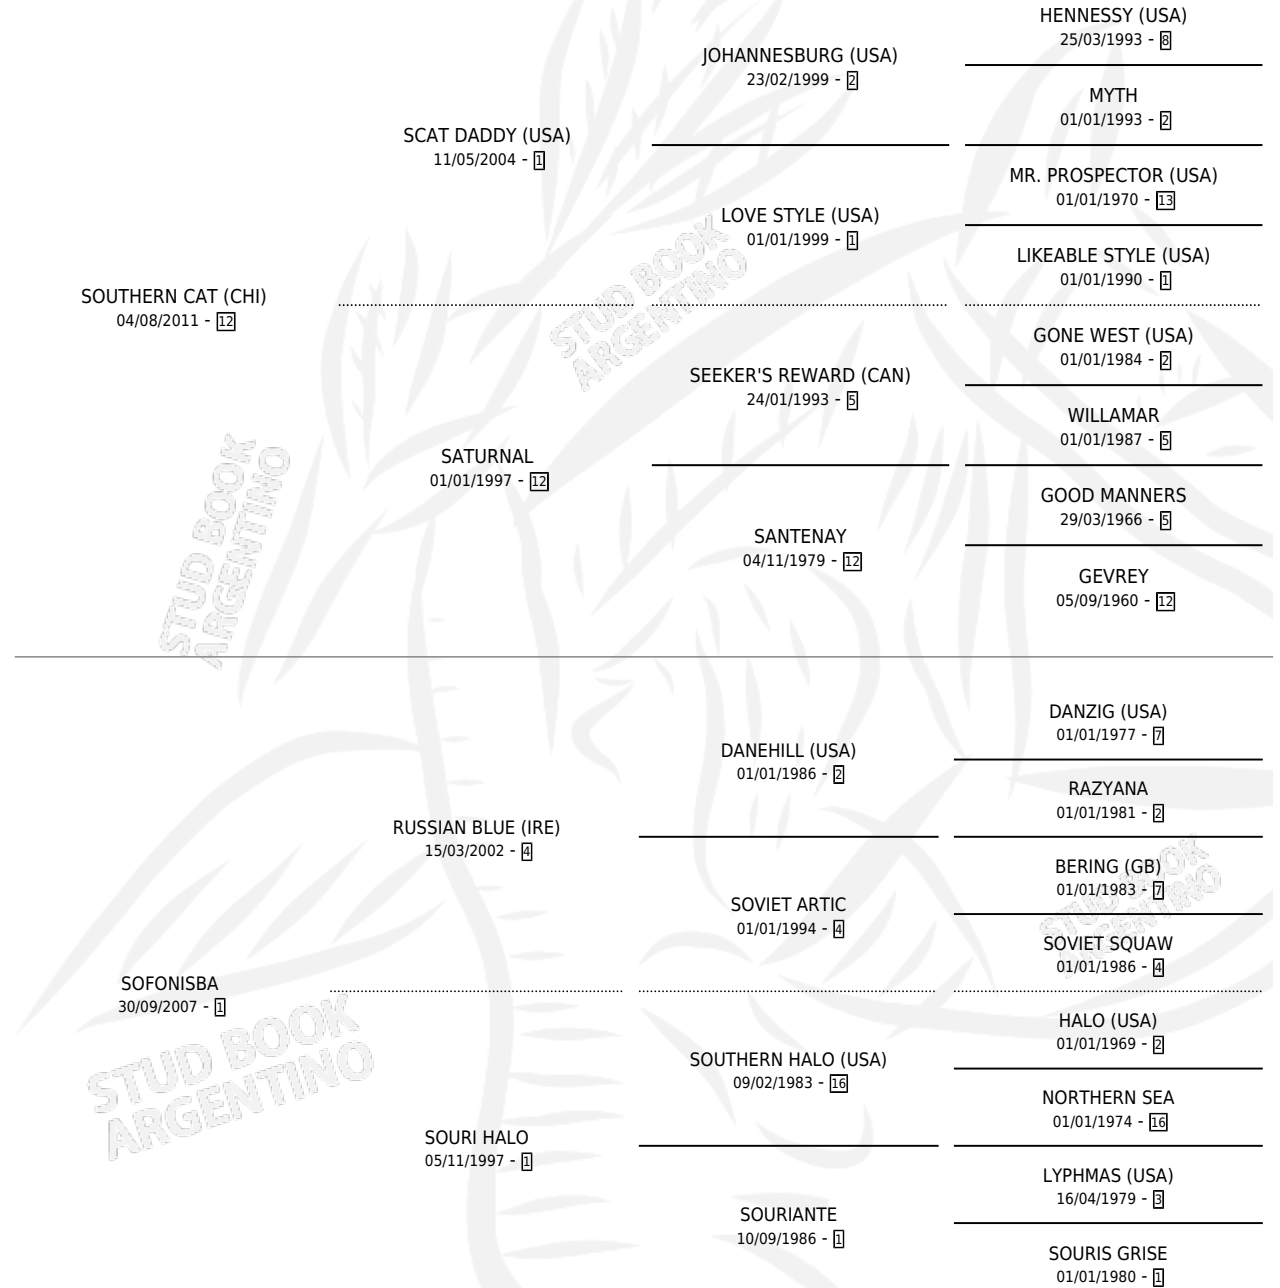 HENNESSY (USA)
25/03/1993 - 8
JOHANNESBURG (USA)
23/02/1999 - 2
MYTH
01/01/1993 - 2
SCAT DADDY (USA)
11/05/2004 - 1
MR. PROSPECTOR (USA)
01/01/1970 - 13
LOVE STYLE (USA)
01/01/1999 - 1
LIKEABLE STYLE (USA)
01/01/1990 - 1
SOUTHERN CAT (CHI)
04/08/2011 - 12
STUD BOOK
ARGENTINO
GONE WEST (USA)
01/01/1984 - 2
SEEKER'S REWARD (CAN)
24/01/1993 - 5
WILLAMAR
01/01/1987 - 5
SATURNAL
01/01/1997 - 12
GOOD MANNERS
29/03/1966 - 5
SANTENAY
04/11/1979 - 12
GEVREY
05/09/1960 - 12
STUD BOOK
ARGENTINO
DANZIG (USA)
01/01/1977 - 7
DANEHILL (USA)
01/01/1986 - 2
RAZYANA
01/01/1981 - 2
RUSSIAN BLUE (IRE)
15/03/2002 - 4
BERING (GB)
01/01/1983 - 7
SOVIET ARTIC
01/01/1994 - 4
SOVIET SQUAW
01/01/1986 - 4
STUD BOOK
ARGENTINO
SOFONISBA
30/09/2007 - 1
HALO (USA)
01/01/1969 - 2
SOUTHERN HALO (USA)
09/02/1983 - 16
NORTHERN SEA
01/01/1974 - 16
STUD BOOK
ARGENTINO
SOURI HALO
05/11/1997 - 1
LYPHMAS (USA)
16/04/1979 - 3
SOURIANTE
10/09/1986 - 1
SOURIS GRISE
01/01/1980 - 1